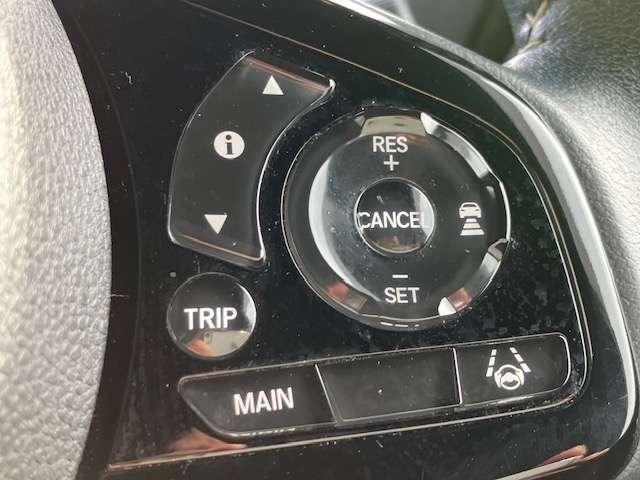 i
RES
+
CANCEL
-
SET
TRIP
MAIN